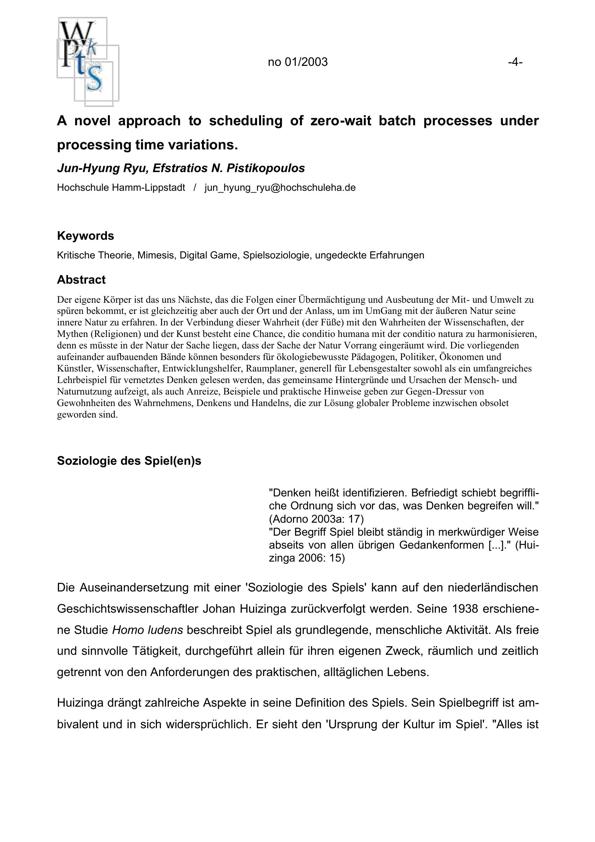 W
Pkts
no 01/2003 -4-
A novel approach to scheduling of zero-wait batch processes under
processing time variations.
Jun-Hyung Ryu, Efstratios N. Pistikopoulos
Hochschule Hamm-Lippstadt / jun_hyung_ryu@hochschuleha.de
Keywords
Kritische Theorie, Mimesis, Digital Game, Spielsoziologie, ungedeckte Erfahrungen
Abstract
Der eigene Körper ist das uns Nächste, das die Folgen einer Übermächtigung und Ausbeutung der Mit- und Umwelt zu
spüren bekommt, er ist gleichzeitig aber auch der Ort und der Anlass, um im UmGang mit der äußeren Natur seine
innere Natur zu erfahren. In der Verbindung dieser Wahrheit (der Füße) mit den Wahrheiten der Wissenschaften, der
Mythen (Religionen) und der Kunst besteht eine Chance, die conditio humana mit der conditio natura zu harmonisieren,
denn es müsste in der Natur der Sache liegen, dass der Sache der Natur Vorrang eingeräumt wird. Die vorliegenden
aufeinander aufbauenden Bände können besonders für ökologiebewusste Pädagogen, Politiker, Ökonomen und
Künstler, Wissenschafter, Entwicklungshelfer, Raumplaner, generell für Lebensgestalter sowohl als ein umfangreiches
Lehrbeispiel für vernetztes Denken gelesen werden, das gemeinsame Hintergründe und Ursachen der Mensch- und
Naturnutzung aufzeigt, als auch Anreize, Beispiele und praktische Hinweise geben zur Gegen-Dressur von
Gewohnheiten des Wahrnehmens, Denkens und Handelns, die zur Lösung globaler Probleme inzwischen obsolet
geworden sind.
Soziologie des Spiel(en)s
"Denken heißt identifizieren. Befriedigt schiebt begriffli-
che Ordnung sich vor das, was Denken begreifen will."
(Adorno 2003a: 17)
"Der Begriff Spiel bleibt ständig in merkwürdiger Weise
abseits von allen übrigen Gedankenformen [...]." (Hui-
zinga 2006: 15)
Die Auseinandersetzung mit einer 'Soziologie des Spiels' kann auf den niederländischen
Geschichtswissenschaftler Johan Huizinga zurückverfolgt werden. Seine 1938 erschiene-
ne Studie Homo ludens beschreibt Spiel als grundlegende, menschliche Aktivität. Als freie
und sinnvolle Tätigkeit, durchgeführt allein für ihren eigenen Zweck, räumlich und zeitlich
getrennt von den Anforderungen des praktischen, alltäglichen Lebens.
Huizinga drängt zahlreiche Aspekte in seine Definition des Spiels. Sein Spielbegriff ist am-
bivalent und in sich widersprüchlich. Er sieht den 'Ursprung der Kultur im Spiel'. "Alles ist